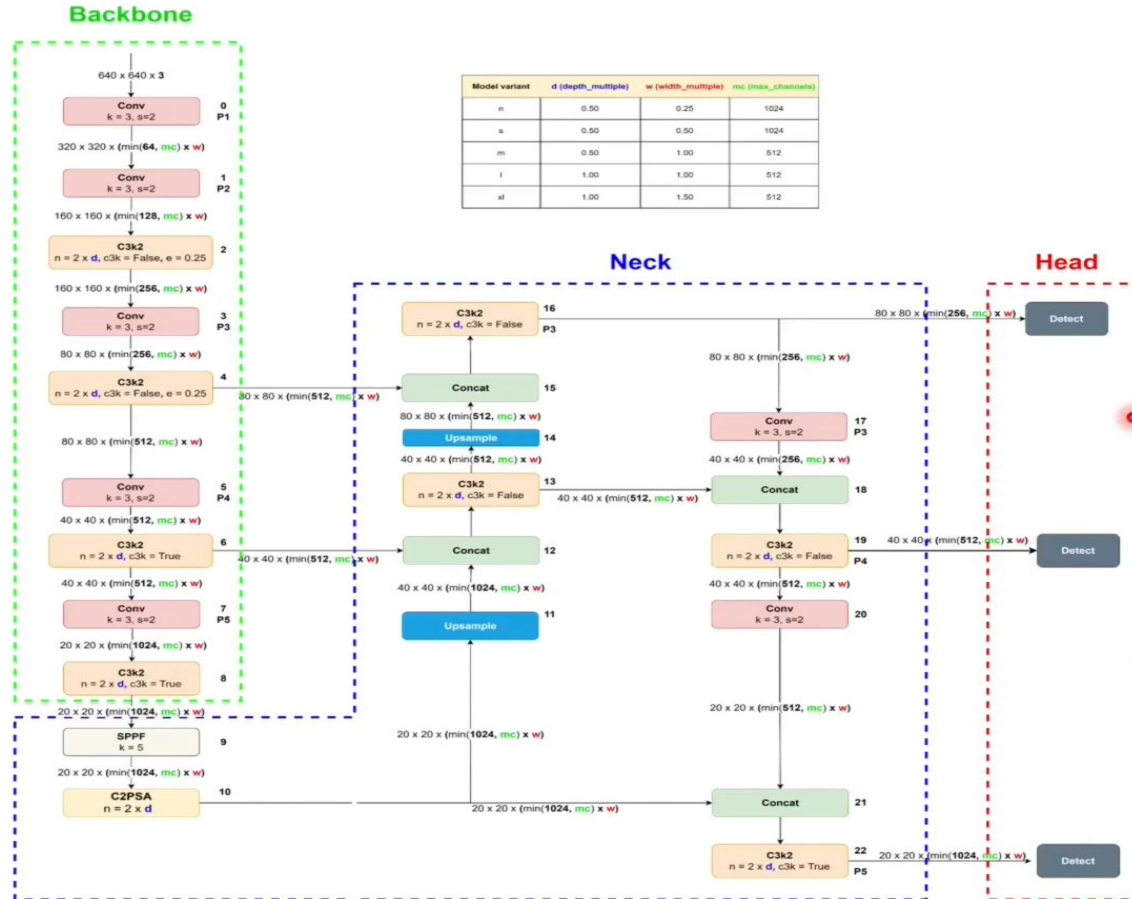 Backbone
640 x 640 x 3
Conv
k = 3, s=2
0
P1
320 x 320 x (min(64, mc) x w)
Conv
k = 3, s=2
1
P2
160 x 160 x (min(128, mc) x w)
C3k2
n = 2 x d, c3k = False, e = 0.25
2
160 x 160 x (min(256, mc) x w)
Conv
k = 3, s=2
3
P3
80 x 80 x (min(256, mc) x w)
C3k2
n = 2 x d, c3k = False, e = 0.25
4
80 x 80 x (min(512, mc) x w)
80 x 80 x (min(512, mc) x w)
Conv
k = 3, s=2
5
P4
40 x 40 x (min(512, mc) x w)
C3k2
n = 2 x d, c3k = True
6
40 x 40 x (min(512, mc) x w)
40 x 40 x (min(512, mc) x w)
Conv
k = 3, s=2
7
P5
20 x 20 x (min(1024, mc) x w)
C3k2
n = 2 x d, c3k = True
8
20 x 20 x (min(1024, mc) x w)
SPPF
k = 5
9
20 x 20 x (min(1024, mc) x w)
C2PSA
n = 2 x d
10
Model variant d (depth_multiple) w (width_multiple) mc (max_channels)
n 0.50 0.25 1024
s 0.50 0.50 1024
m 0.50 1.00 512
l 1.00 1.00 512
xl 1.00 1.50 512
Neck
C3k2
n = 2 x d, c3k = False
16
P3
Concat
15
80 x 80 x (min(512, mc) x w)
Upsample
14
40 x 40 x (min(512, mc) x w)
C3k2
n = 2 x d, c3k = False
13
40 x 40 x (min(512, mc) x w)
Concat
12
40 x 40 x (min(1024, mc) x w)
Upsample
11
20 x 20 x (min(1024, mc) x w)
20 x 20 x (min(1024, mc) x w)
80 x 80 x (min(256, mc) x w)
80 x 80 x (min(256, mc) x w)
Conv
k = 3, s=2
17
P3
40 x 40 x (min(256, mc) x w)
Concat
18
C3k2
n = 2 x d, c3k = False
19
P4
40 x 40 x (min(512, mc) x w)
40 x 40 x (min(512, mc) x w)
Conv
k = 3, s=2
20
20 x 20 x (min(512, mc) x w)
Concat
21
C3k2
n = 2 x d, c3k = True
22
P5
20 x 20 x (min(1024, mc) x w)
Head
Detect
Detect
Detect